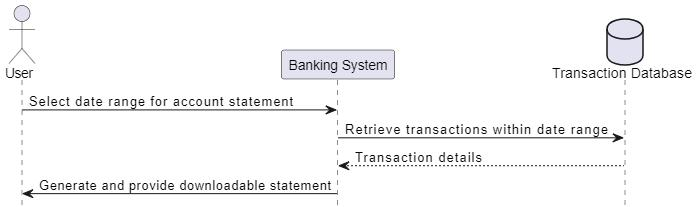 User
Banking System
Transaction Database
Select date range for account statement
Retrieve transactions within date range
Transaction details
Generate and provide downloadable statement